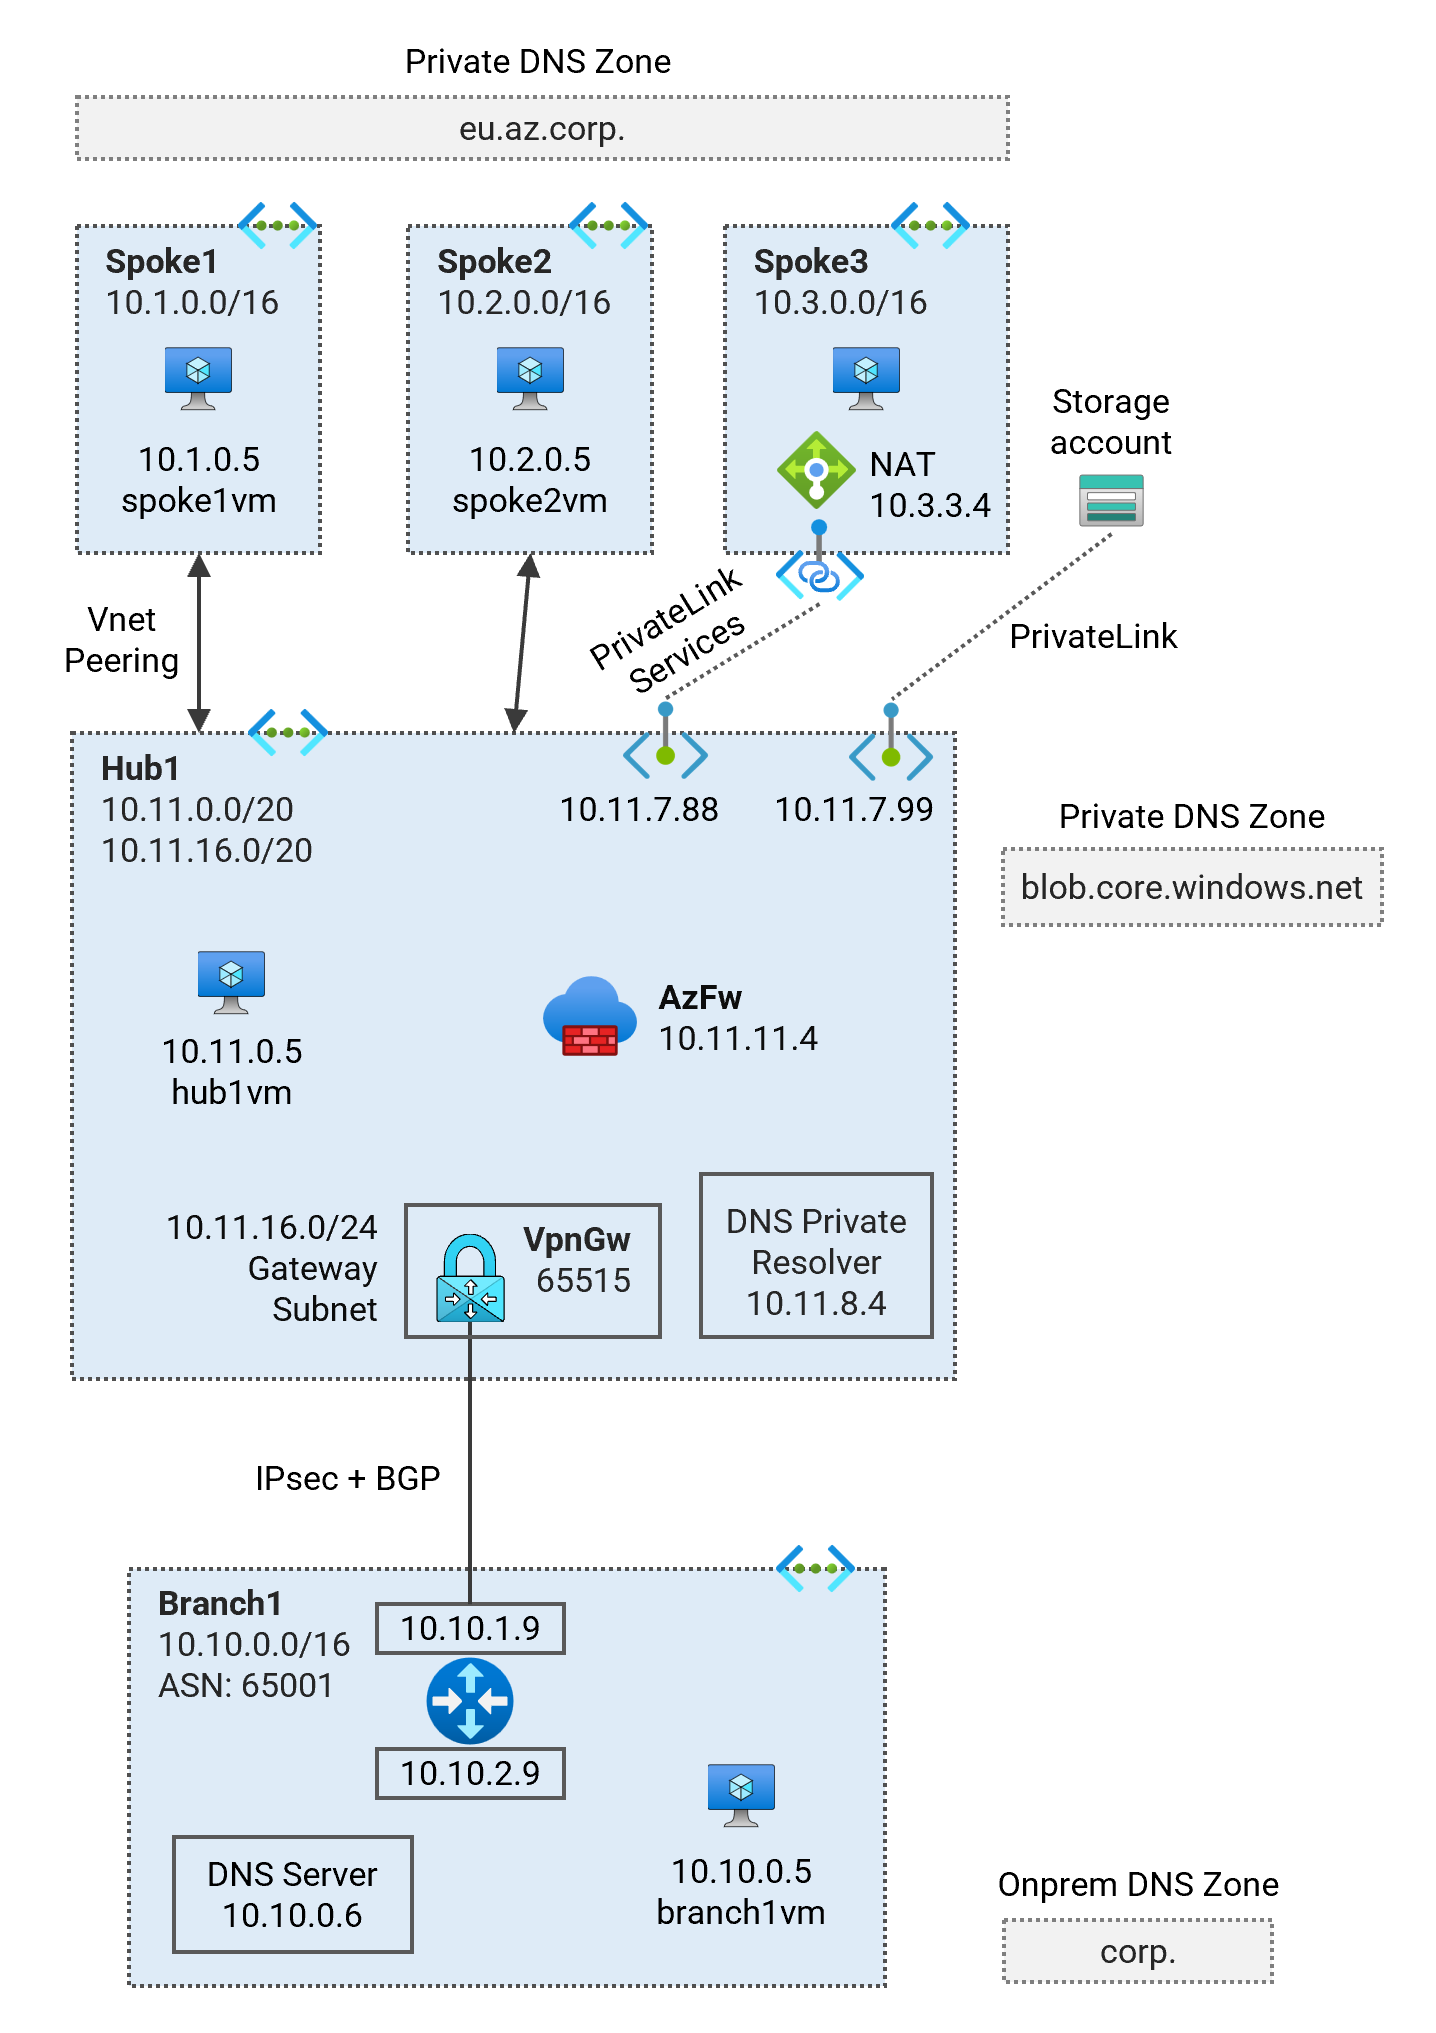 Private DNS Zone
eu.az.corp.
Spoke1
10.1.0.0/16
10.1.0.5
spoke1vm
Spoke2
10.2.0.0/16
10.2.0.5
spoke2vm
Spoke3
10.3.0.0/16
NAT
10.3.3.4
Storage
account
Vnet
Peering
PrivateLink
Services
PrivateLink
Hub1
10.11.0.0/20
10.11.16.0/20
10.11.7.88
10.11.7.99
Private DNS Zone
blob.core.windows.net
10.11.0.5
hub1vm
AzFw
10.11.11.4
10.11.16.0/24
Gateway
Subnet
VpnGw
65515
DNS Private
Resolver
10.11.8.4
IPsec + BGP
Branch1
10.10.0.0/16
ASN: 65001
10.10.1.9
10.10.2.9
DNS Server
10.10.0.6
10.10.0.5
branch1vm
Onprem DNS Zone
corp.